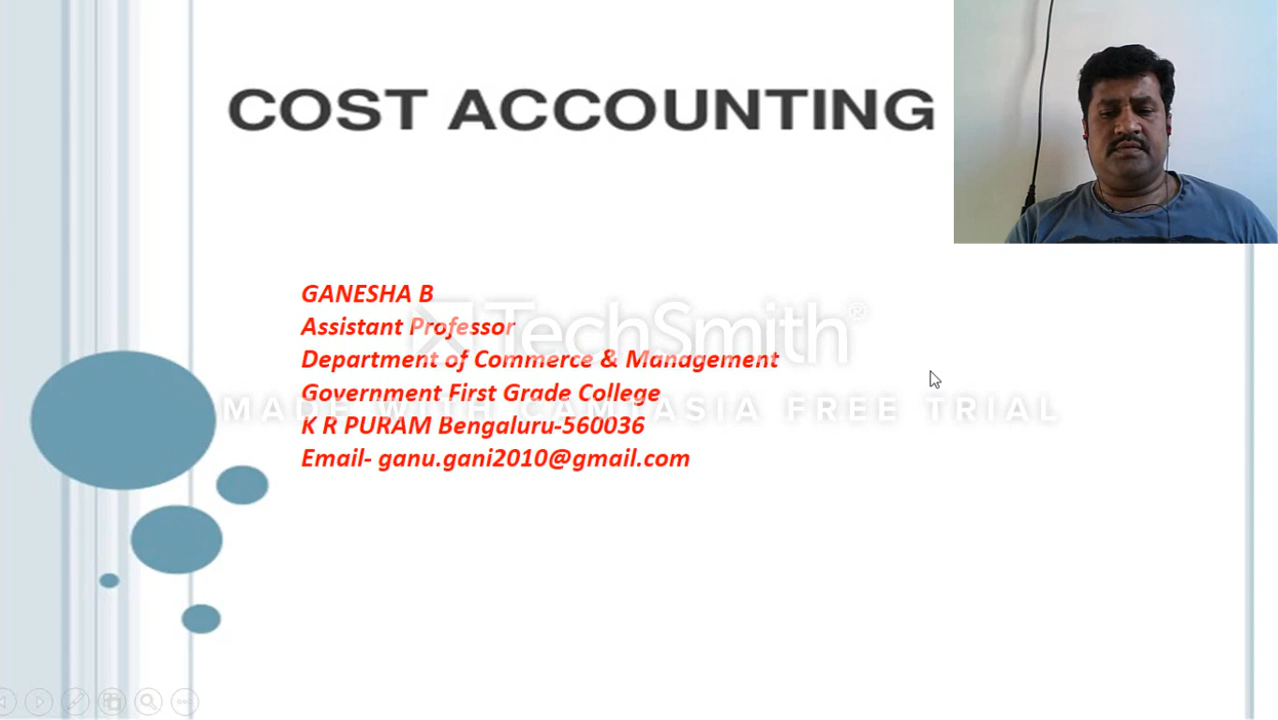 COST ACCOUNTING
GANESHA B
Assistant Professor
Department of Commerce & Management
Government First Grade College
K R PURAM Bengaluru-560036
Email- ganu.gani2010@gmail.com
TechSmith®
MADE WITH CAMTASIA FREE TRIAL